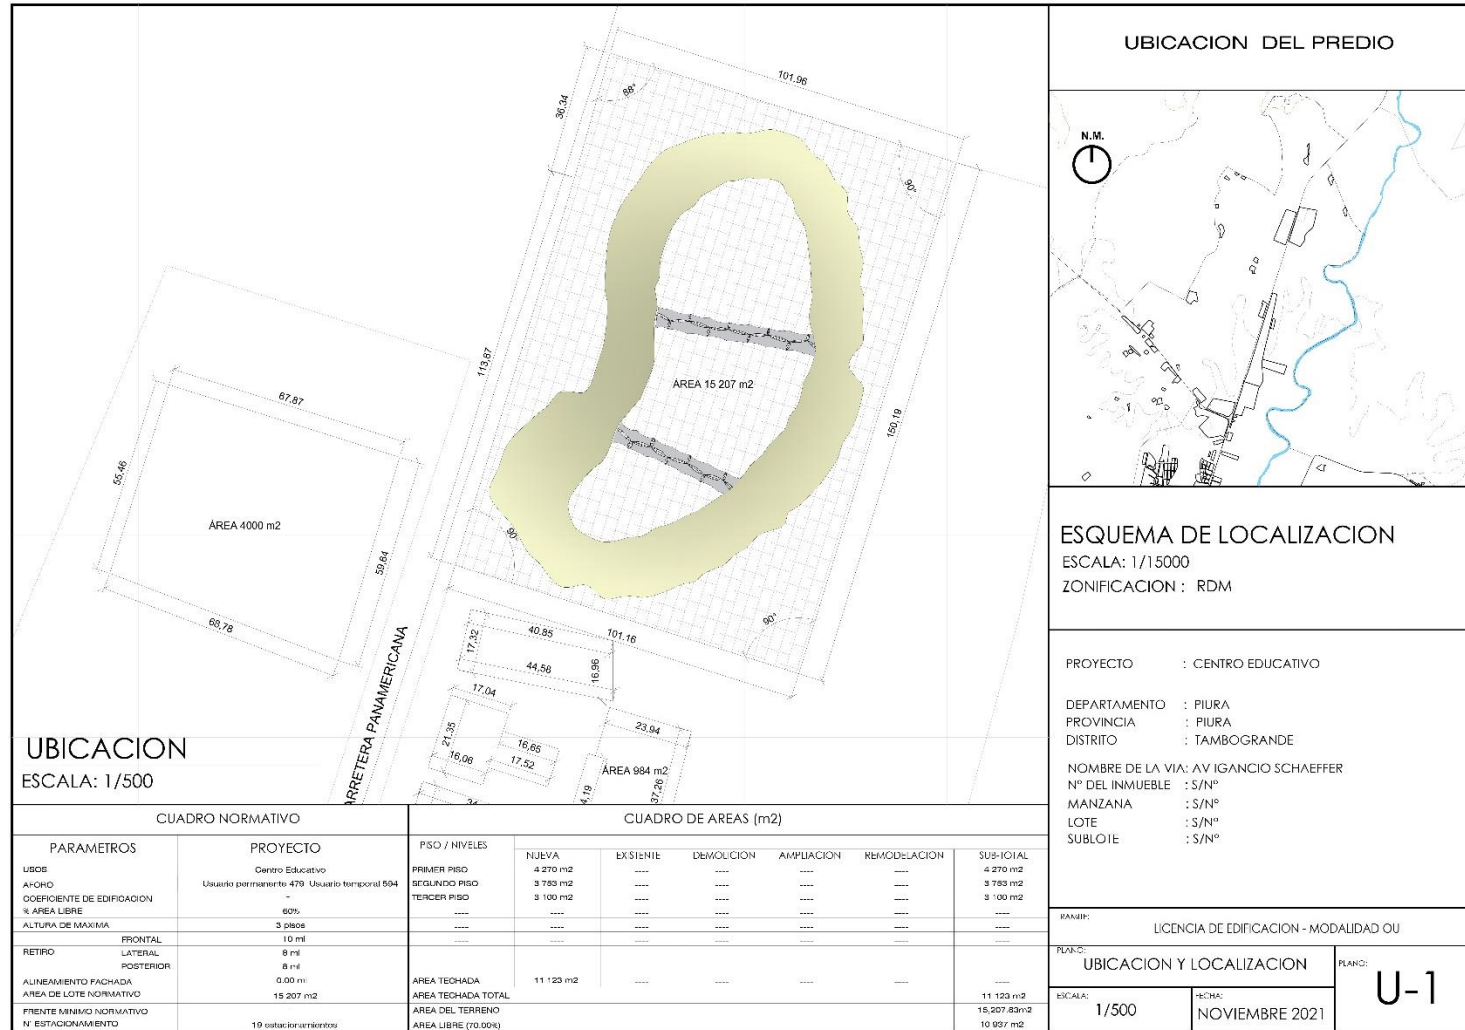 101.96
36.34
88°
90°
113.87
ÁREA 15 207 m2
150.19
90°
90°
101.16
67.87
55.46
ÁREA 4000 m2
59.64
68.78
ARRETERA PANAMERICANA
17.32
40.85
44.58
16.96
17.04
21.35
16.06
16.65
17.52
23.94
ÁREA 984 m2
4.19
37.26
UBICACION
ESCALA: 1/500
CUADRO NORMATIVO
PARAMETROS PROYECTO
USOS Centro Educativo
AFORO Usuario permanente 479 Usuario temporal 594
COEFICIENTE DE EDIFICACION -
% AREA LIBRE 60%
ALTURA DE MAXIMA 3 pisos
RETIRO
FRONTAL 10 ml
LATERAL 8 ml
POSTERIOR 8 ml
ALINEAMIENTO FACHADA 0.00 ml
AREA DE LOTE NORMATIVO 15 207 m2
FRENTE MINIMO NORMATIVO
N° ESTACIONAMIENTO 19 estacionamientos
CUADRO DE AREAS (m2)
PISO / NIVELES NUEVA EXISTENTE DEMOLICION AMPLIACION REMODELACION SUB-TOTAL
PRIMER PISO 4 270 m2 ---- ---- ---- ---- 4 270 m2
SEGUNDO PISO 3 753 m2 ---- ---- ---- ---- 3 753 m2
TERCER PISO 3 100 m2 ---- ---- ---- ---- 3 100 m2
---- ---- ---- ---- ---- ---- ----
---- ---- ---- ---- ---- ---- ----
AREA TECHADA 11 123 m2 ---- ---- ---- ---- ----
AREA TECHADA TOTAL 11 123 m2
AREA DEL TERRENO 15,207.83m2
AREA LIBRE (70.00%) 10 937 m2
UBICACION DEL PREDIO
N.M.
ESQUEMA DE LOCALIZACION
ESCALA: 1/15000
ZONIFICACION : RDM
PROYECTO : CENTRO EDUCATIVO
DEPARTAMENTO : PIURA
PROVINCIA : PIURA
DISTRITO : TAMBOGRANDE
NOMBRE DE LA VIA: AV IGANCIO SCHAEFFER
N° DEL INMUEBLE : S/N°
MANZANA : S/N°
LOTE : S/N°
SUBLOTE : S/N°
RAMITE:
LICENCIA DE EDIFICACION - MODALIDAD OU
PLANO:
UBICACION Y LOCALIZACION
PLANO:
U-1
ESCALA:
1/500
FECHA:
NOVIEMBRE 2021